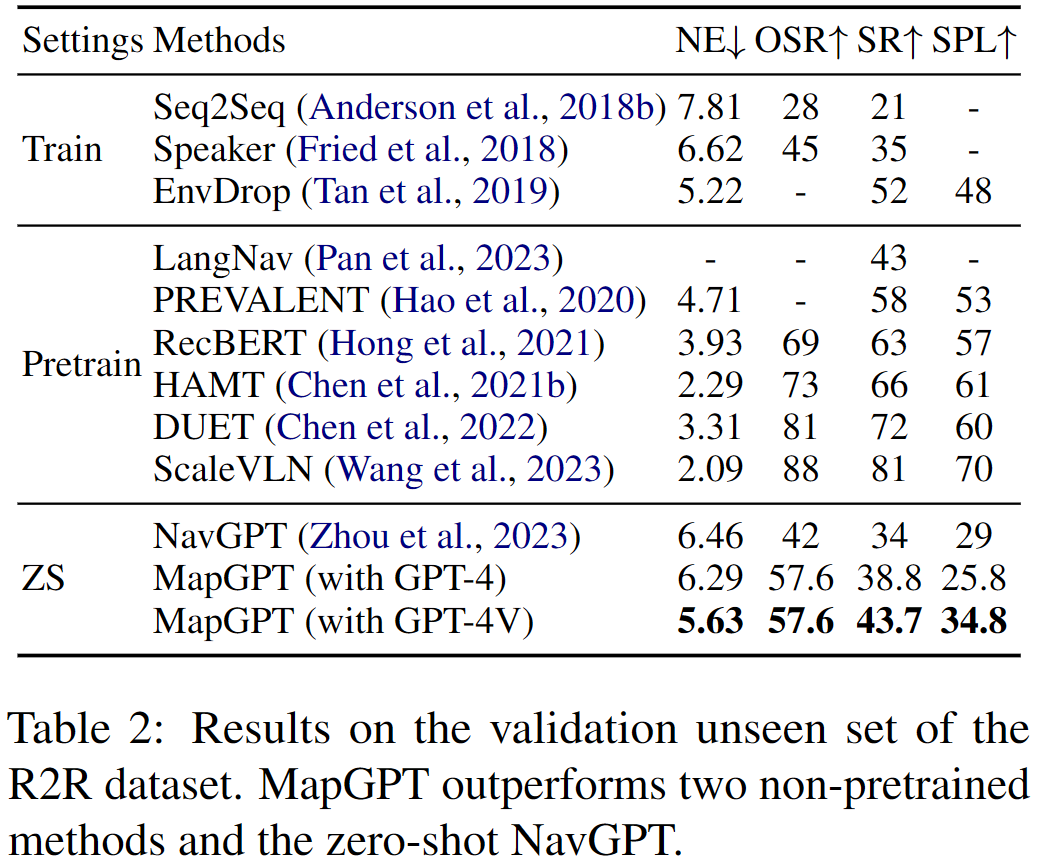 Settings Methods NE↓ OSR↑ SR↑ SPL↑
Seq2Seq (Anderson et al., 2018b) 7.81 28 21 -
Train Speaker (Fried et al., 2018) 6.62 45 35 -
EnvDrop (Tan et al., 2019) 5.22 - 52 48
LangNav (Pan et al., 2023) - - 43 -
PREVALENT (Hao et al., 2020) 4.71 - 58 53
RecBERT (Hong et al., 2021) 3.93 69 63 57
Pretrain
HAMT (Chen et al., 2021b) 2.29 73 66 61
DUET (Chen et al., 2022) 3.31 81 72 60
ScaleVLN (Wang et al., 2023) 2.09 88 81 70
NavGPT (Zhou et al., 2023) 6.46 42 34 29
ZS MapGPT (with GPT-4) 6.29 57.6 38.8 25.8
MapGPT (with GPT-4V) 5.63 57.6 43.7 34.8
Table 2: Results on the validation unseen set of the
R2R dataset. MapGPT outperforms two non-pretrained
methods and the zero-shot NavGPT.